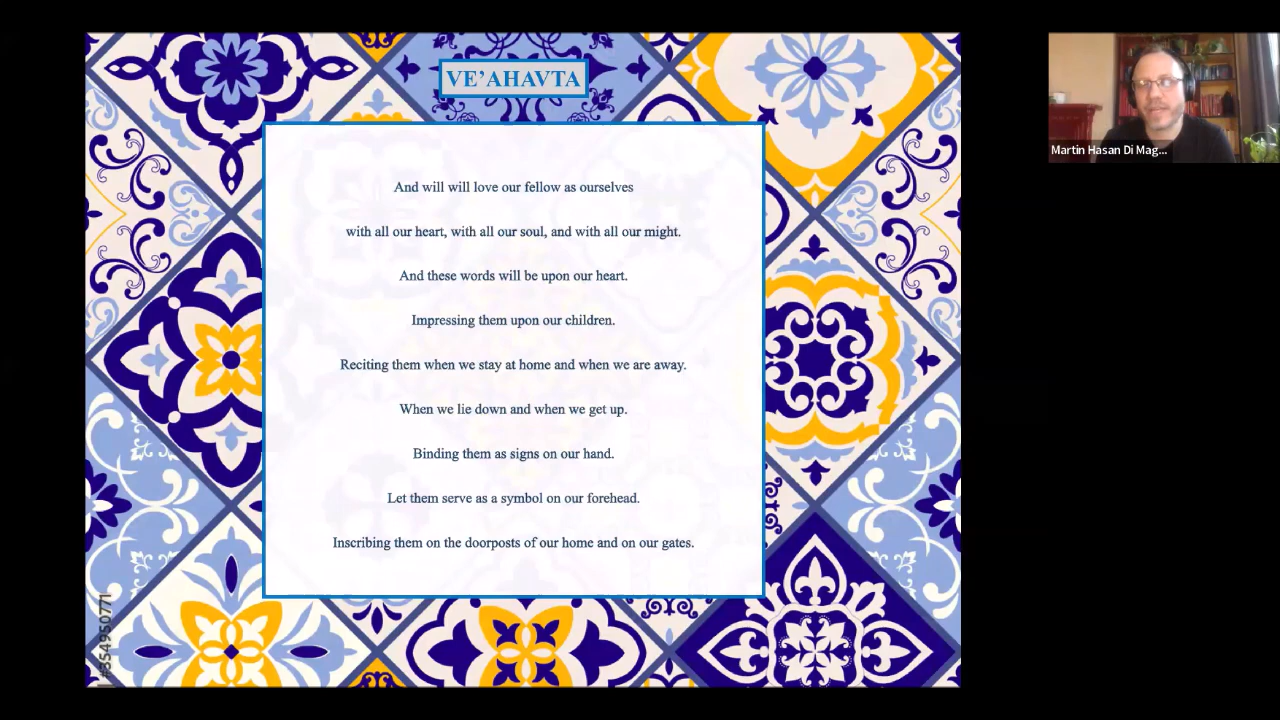 VE’AHAVTA
And will will love our fellow as ourselves
with all our heart, with all our soul, and with all our might.
And these words will be upon our heart.
Impressing them upon our children.
Reciting them when we stay at home and when we are away.
When we lie down and when we get up.
Binding them as signs on our hand.
Let them serve as a symbol on our forehead.
Inscribing them on the doorposts of our home and on our gates.
Martin Hasan Di Mag...
#354950771